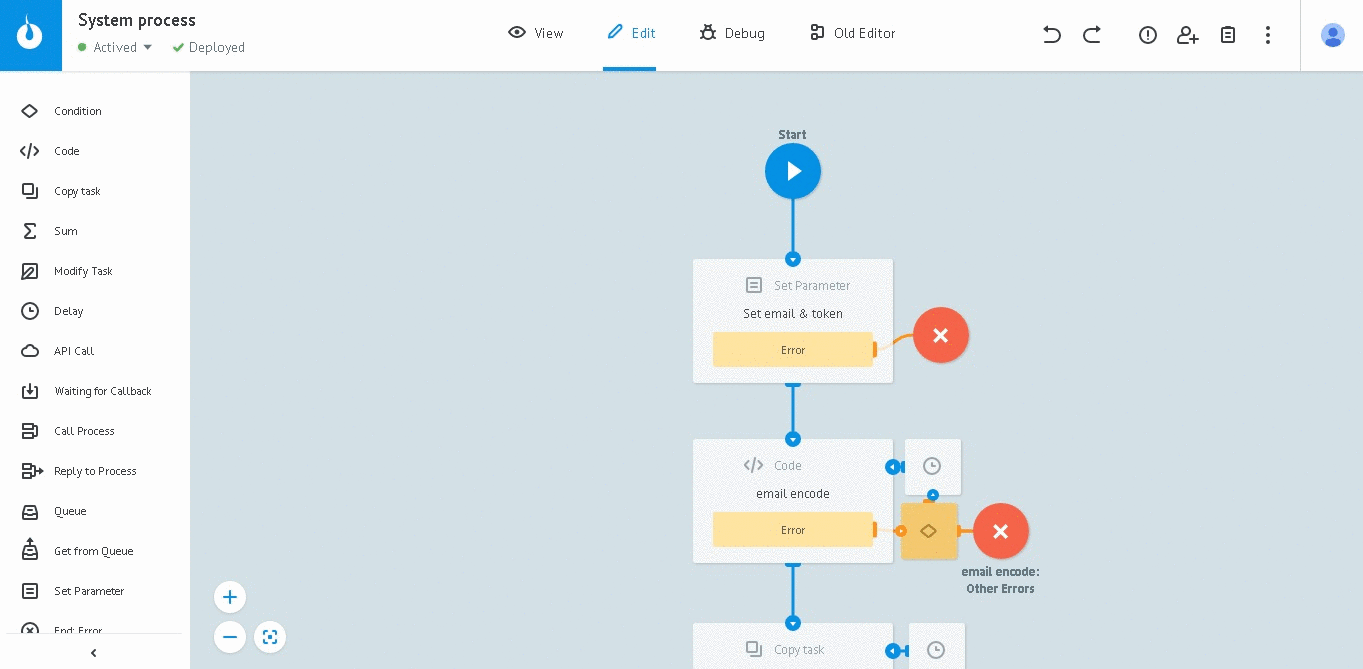 System process
Actived
Deployed
View
Edit
Debug
Old Editor
Condition
Code
Copy task
Sum
Modify Task
Delay
API Call
Waiting for Callback
Call Process
Reply to Process
Queue
Get from Queue
Set Parameter
End: Error
Start
Set Parameter
Set email & token
Error
Code
email encode
Error
email encode:
Other Errors
Copy task